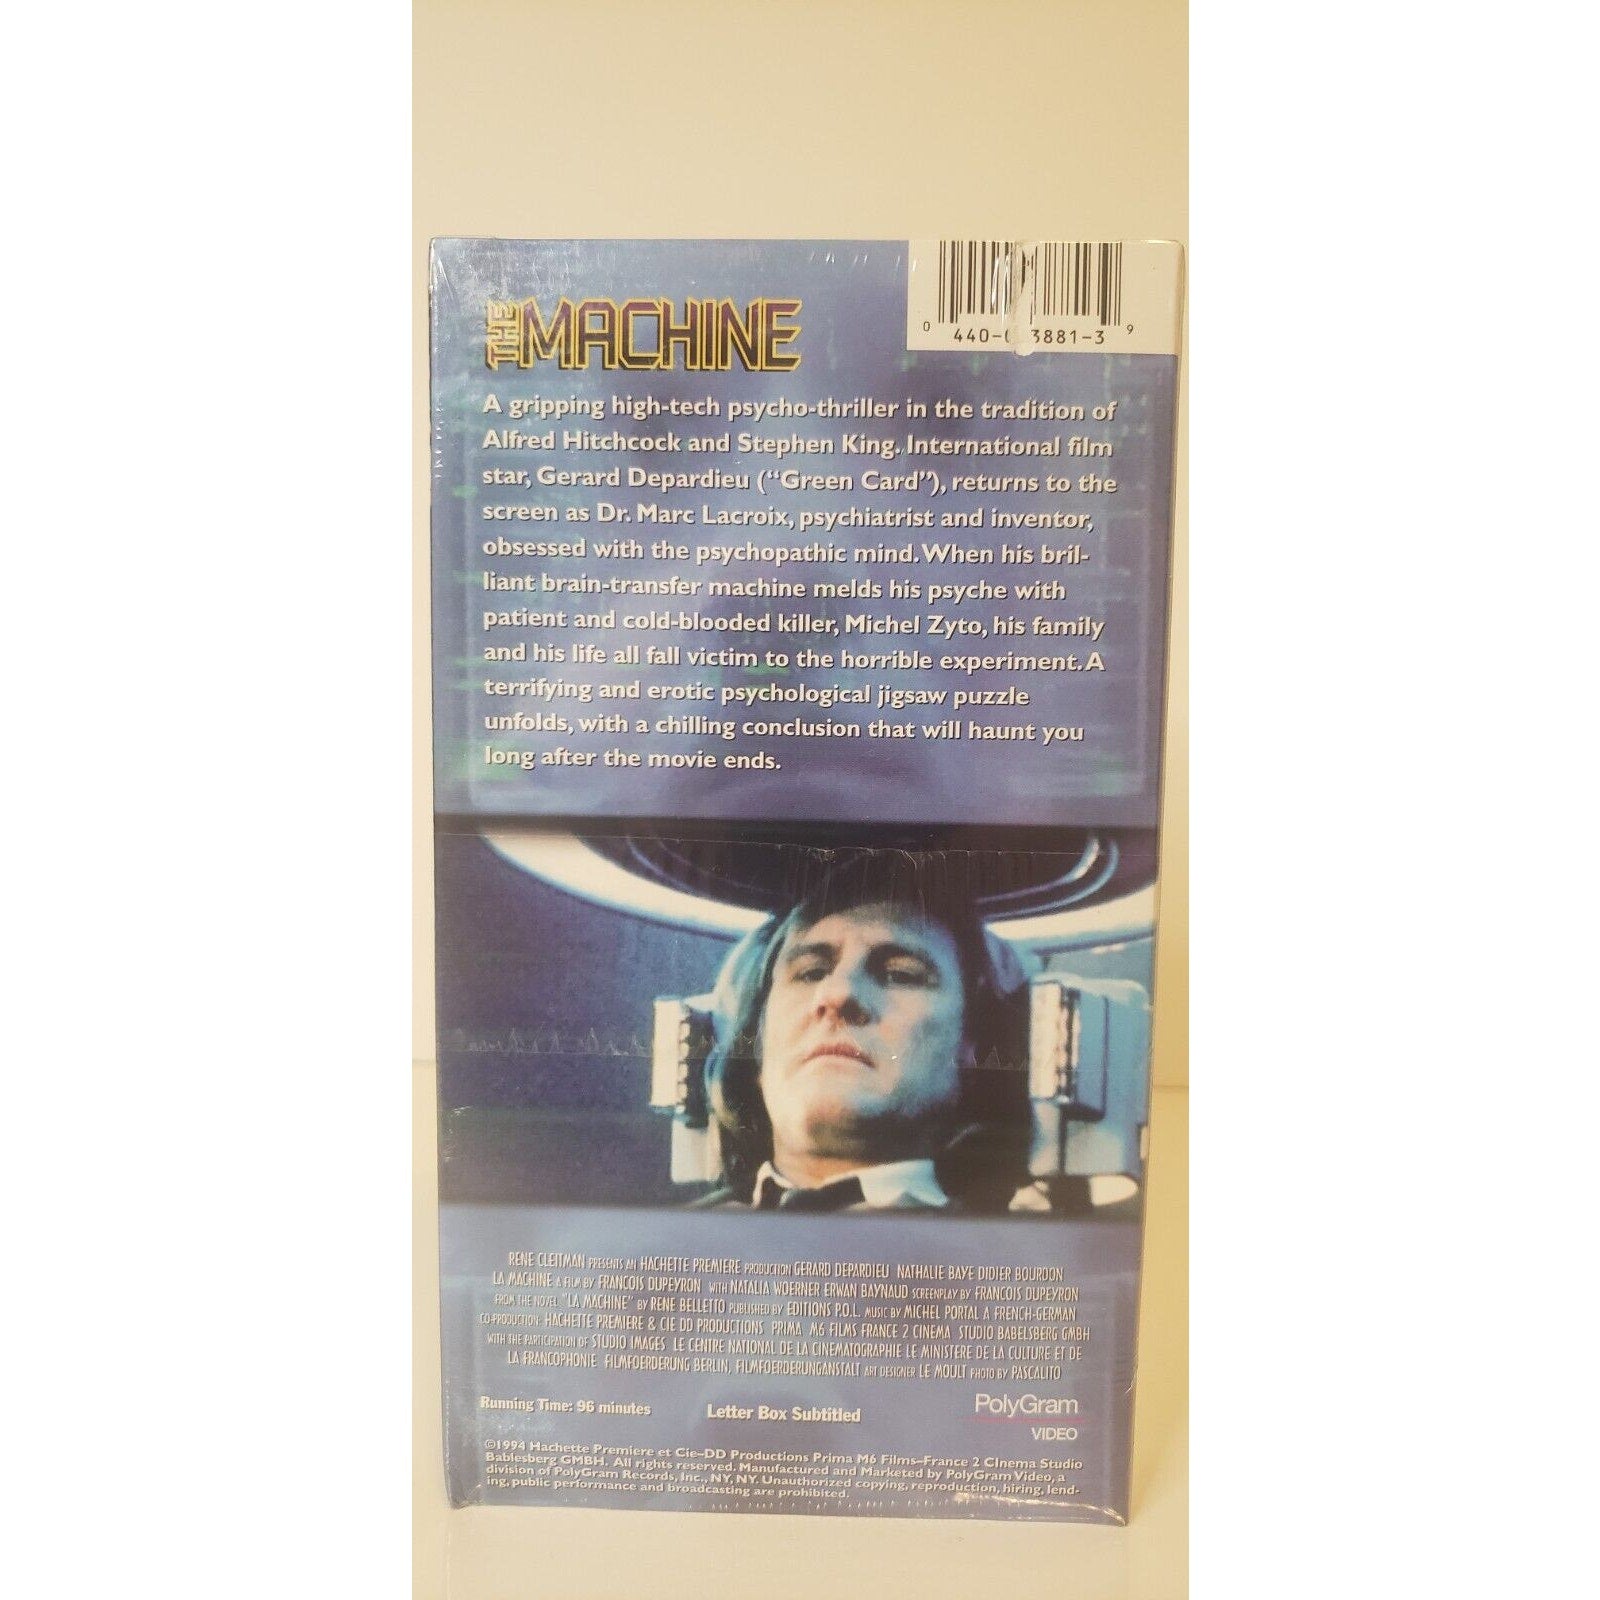 THE MACHINE
0 440-0 3881-3 9
A gripping high-tech psycho-thriller in the tradition of
Alfred Hitchcock and Stephen King. International film
star, Gerard Depardieu ("Green Card"), returns to the
screen as Dr. Marc Lacroix, psychiatrist and inventor,
obsessed with the psychopathic mind. When his bril-
liant brain-transfer machine melds his psyche with
patient and cold-blooded killer, Michel Zyto, his family
and his life all fall victim to the horrible experiment. A
terrifying and erotic psychological jigsaw puzzle
unfolds, with a chilling conclusion that will haunt you
long after the movie ends.
RENE CLEITMAN PRESENTS AN HACHETTE PREMIERE PRODUCTION GERARD DEPARDIEU NATHALIE BAYE DIDIER BOURDON
LA MACHINE A FILM BY FRANCOIS DUPEYRON WITH NATALIA WOERNER ERWAN BAYNAUD SCREENPLAY BY FRANCOIS DUPEYRON
FROM THE NOVEL "LA MACHINE" BY RENE BELLETTO PUBLISHED BY EDITIONS P.O.L. MUSIC BY MICHEL PORTAL A FRENCH-GERMAN
CO-PRODUCTION: HACHETTE PREMIERE & CIE DD PRODUCTIONS PRIMA M6 FILMS FRANCE 2 CINEMA STUDIO BABELSBERG GMBH
WITH THE PARTICIPATION OF STUDIO IMAGES LE CENTRE NATIONAL DE LA CINEMATOGRAPHIE LE MINISTERE DE LA CULTURE ET DE
LA FRANCOPHONIE FILMFOERDERUNG BERLIN, FILMFOERDERUNGANSTALT ART DESIGNER LE MOULT PHOTO BY PASCALITO
Running Time: 96 minutes
Letter Box Subtitled
PolyGram
VIDEO
©1994 Hachette Premiere et Cie-DD Productions Prima M6 Films-France 2 CInema Studio
Bablesberg GMBH. All rights reserved. Manufactured and Marketed by PolyGram Video, a
division of PolyGram Records, Inc., NY, NY. Unauthorized copying, reproduction, hiring, lend-
ing, public performance and broadcasting are prohibited.